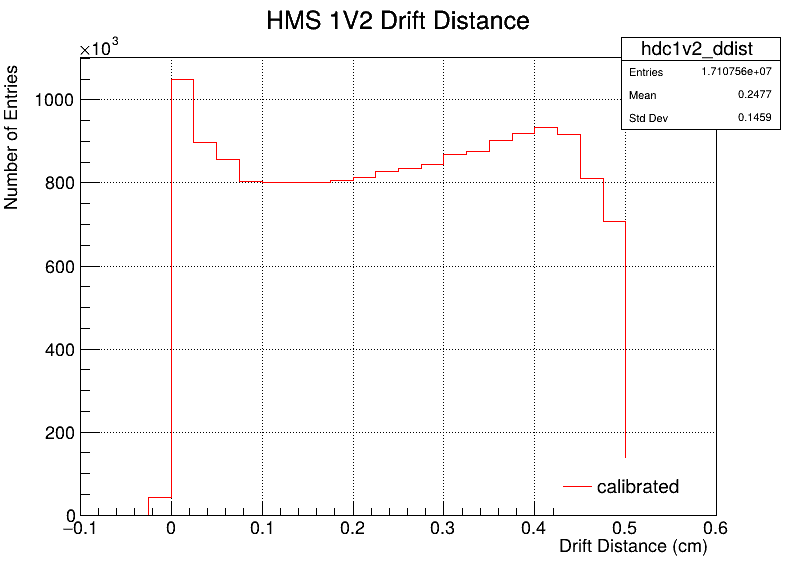 HMS 1V2 Drift Distance
×10³
hdc1v2_ddist
Entries 1.710756e+07
Mean 0.2477
Std Dev 0.1459
Number of Entries
1000
800
600
400
200
0
calibrated
−0.1 0 0.1 0.2 0.3 0.4 0.5 0.6
Drift Distance (cm)